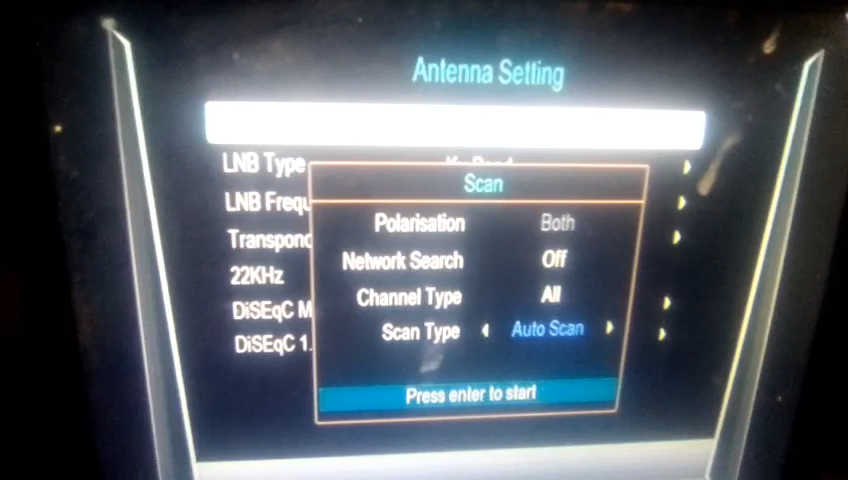 Antenna Setting
LNB Type
Scan
LNB Frequ
Polarisation Both
Transpond
Network Search Off
22KHz
Channel Type All
DiSEqC M
Scan Type Auto Scan
DiSEqC 1.
Press enter to start